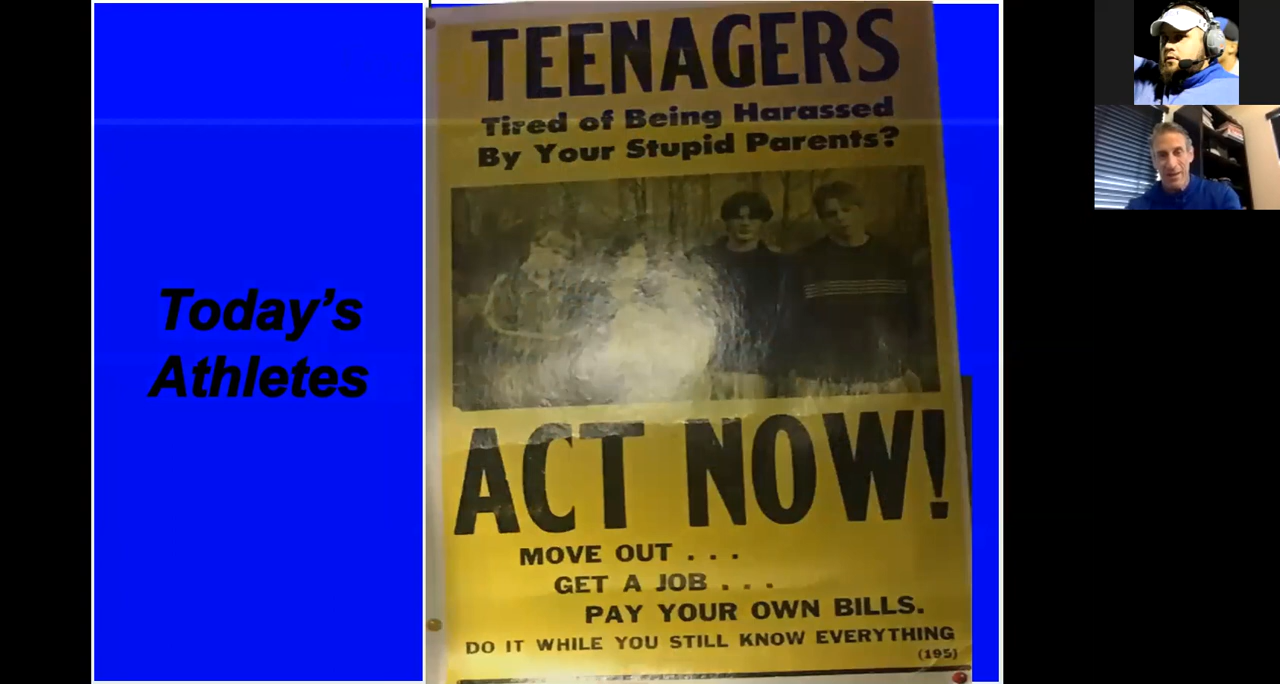 Today's
Athletes
TEENAGERS
Tired of Being Harassed
By Your Stupid Parents?
ACT NOW!
MOVE OUT . . .
GET A JOB . . .
PAY YOUR OWN BILLS.
DO IT WHILE YOU STILL KNOW EVERYTHING
(195)